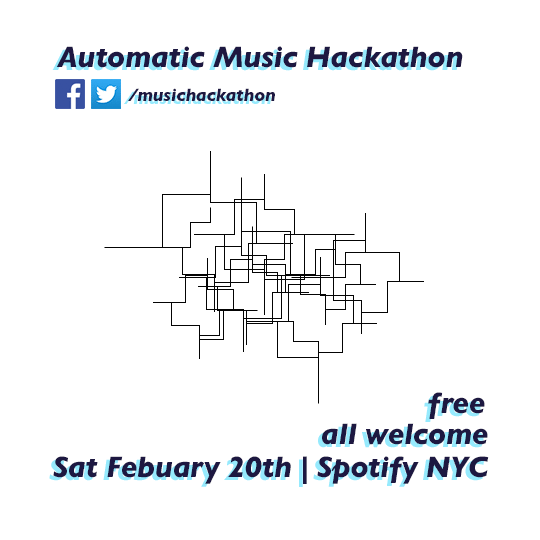 Automatic Music Hackathon
/musichackathon
free
all welcome
Sat Febuary 20th | Spotify NYC